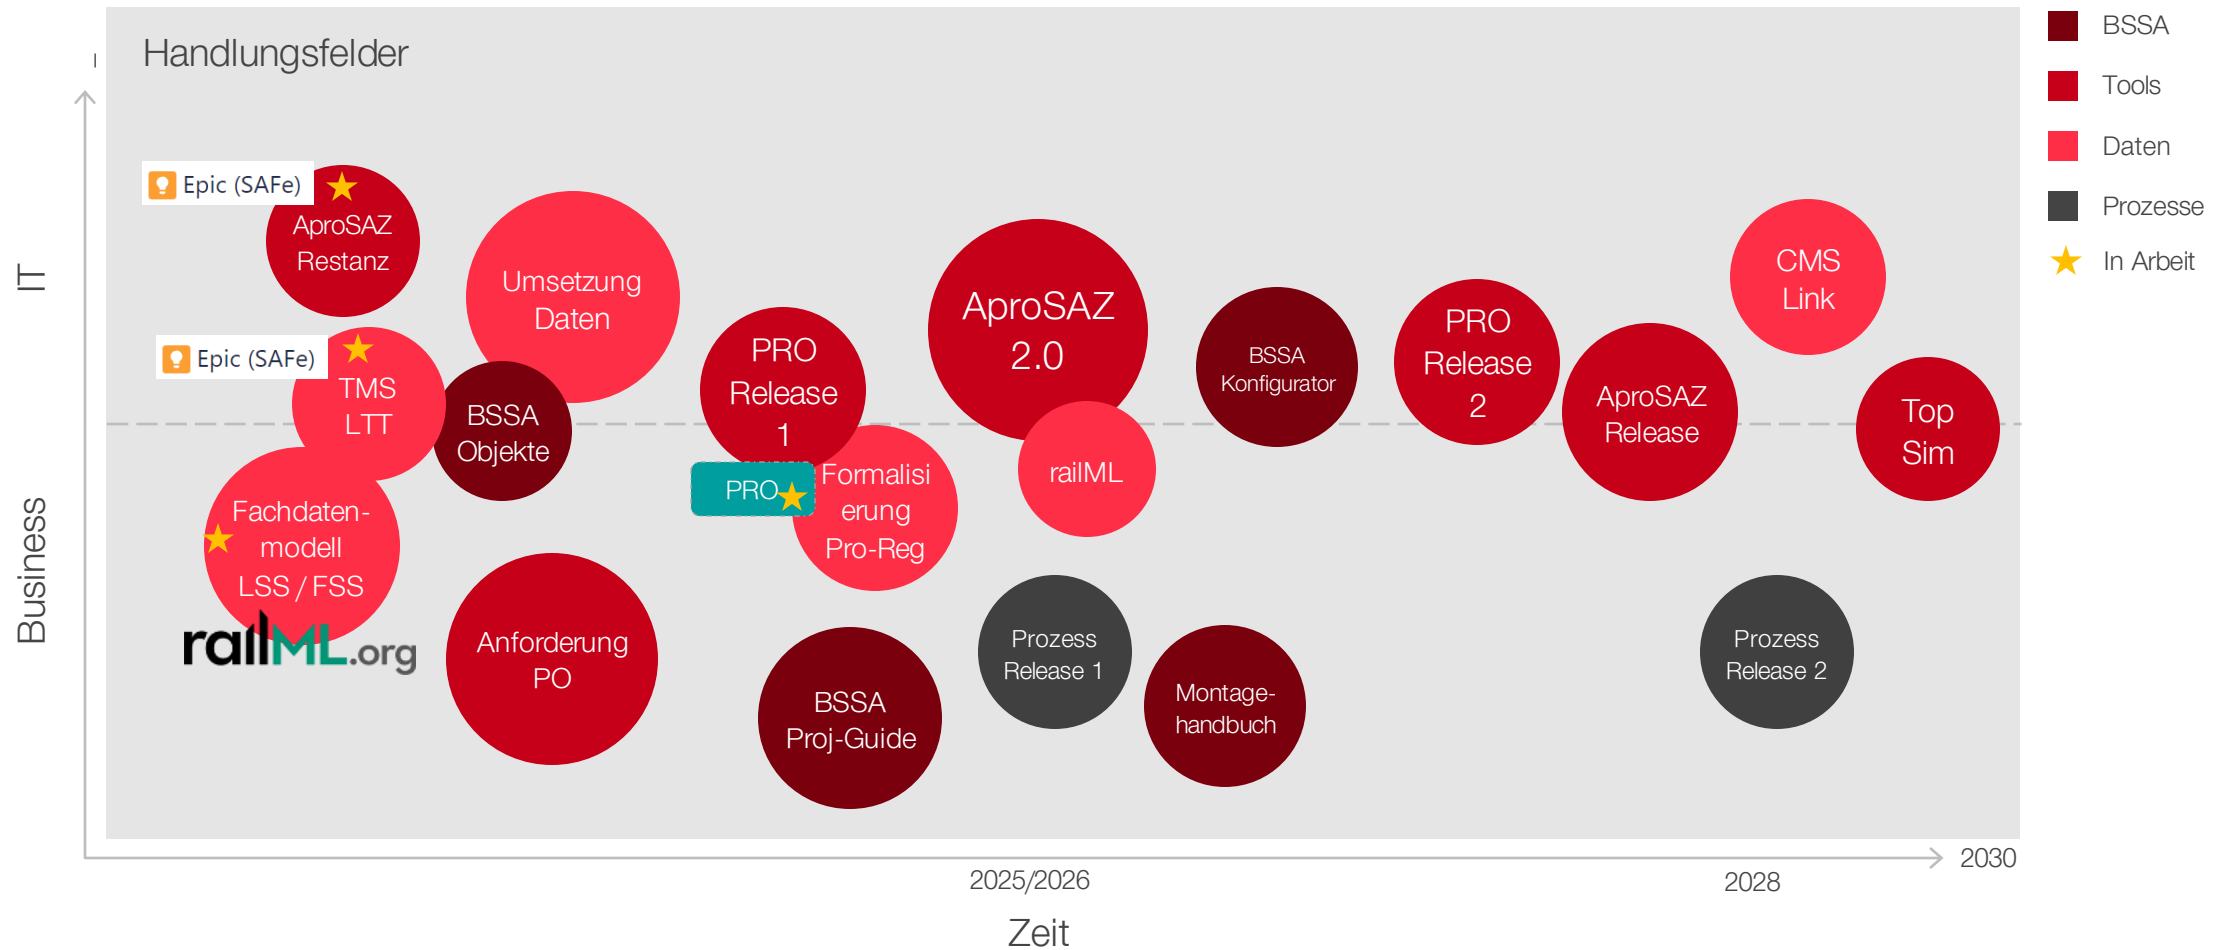 Handlungsfelder
IT
Business
Epic (SAFe)
AproSAZ
Restanz
Epic (SAFe)
TMS
LTT
Fachdaten-
modell
LSS / FSS
railML.org
Umsetzung
Daten
BSSA
Objekte
Anforderung
PO
PRO
Release
1
PRO
Formalisi
erung
Pro-Reg
BSSA
Proj-Guide
AproSAZ
2.0
railML
Prozess
Release 1
Montage-
handbuch
BSSA
Konfigurator
PRO
Release
2
AproSAZ
Release
CMS
Link
Top
Sim
Prozess
Release 2
2025/2026
2028
2030
Zeit
BSSA
Tools
Daten
Prozesse
In Arbeit